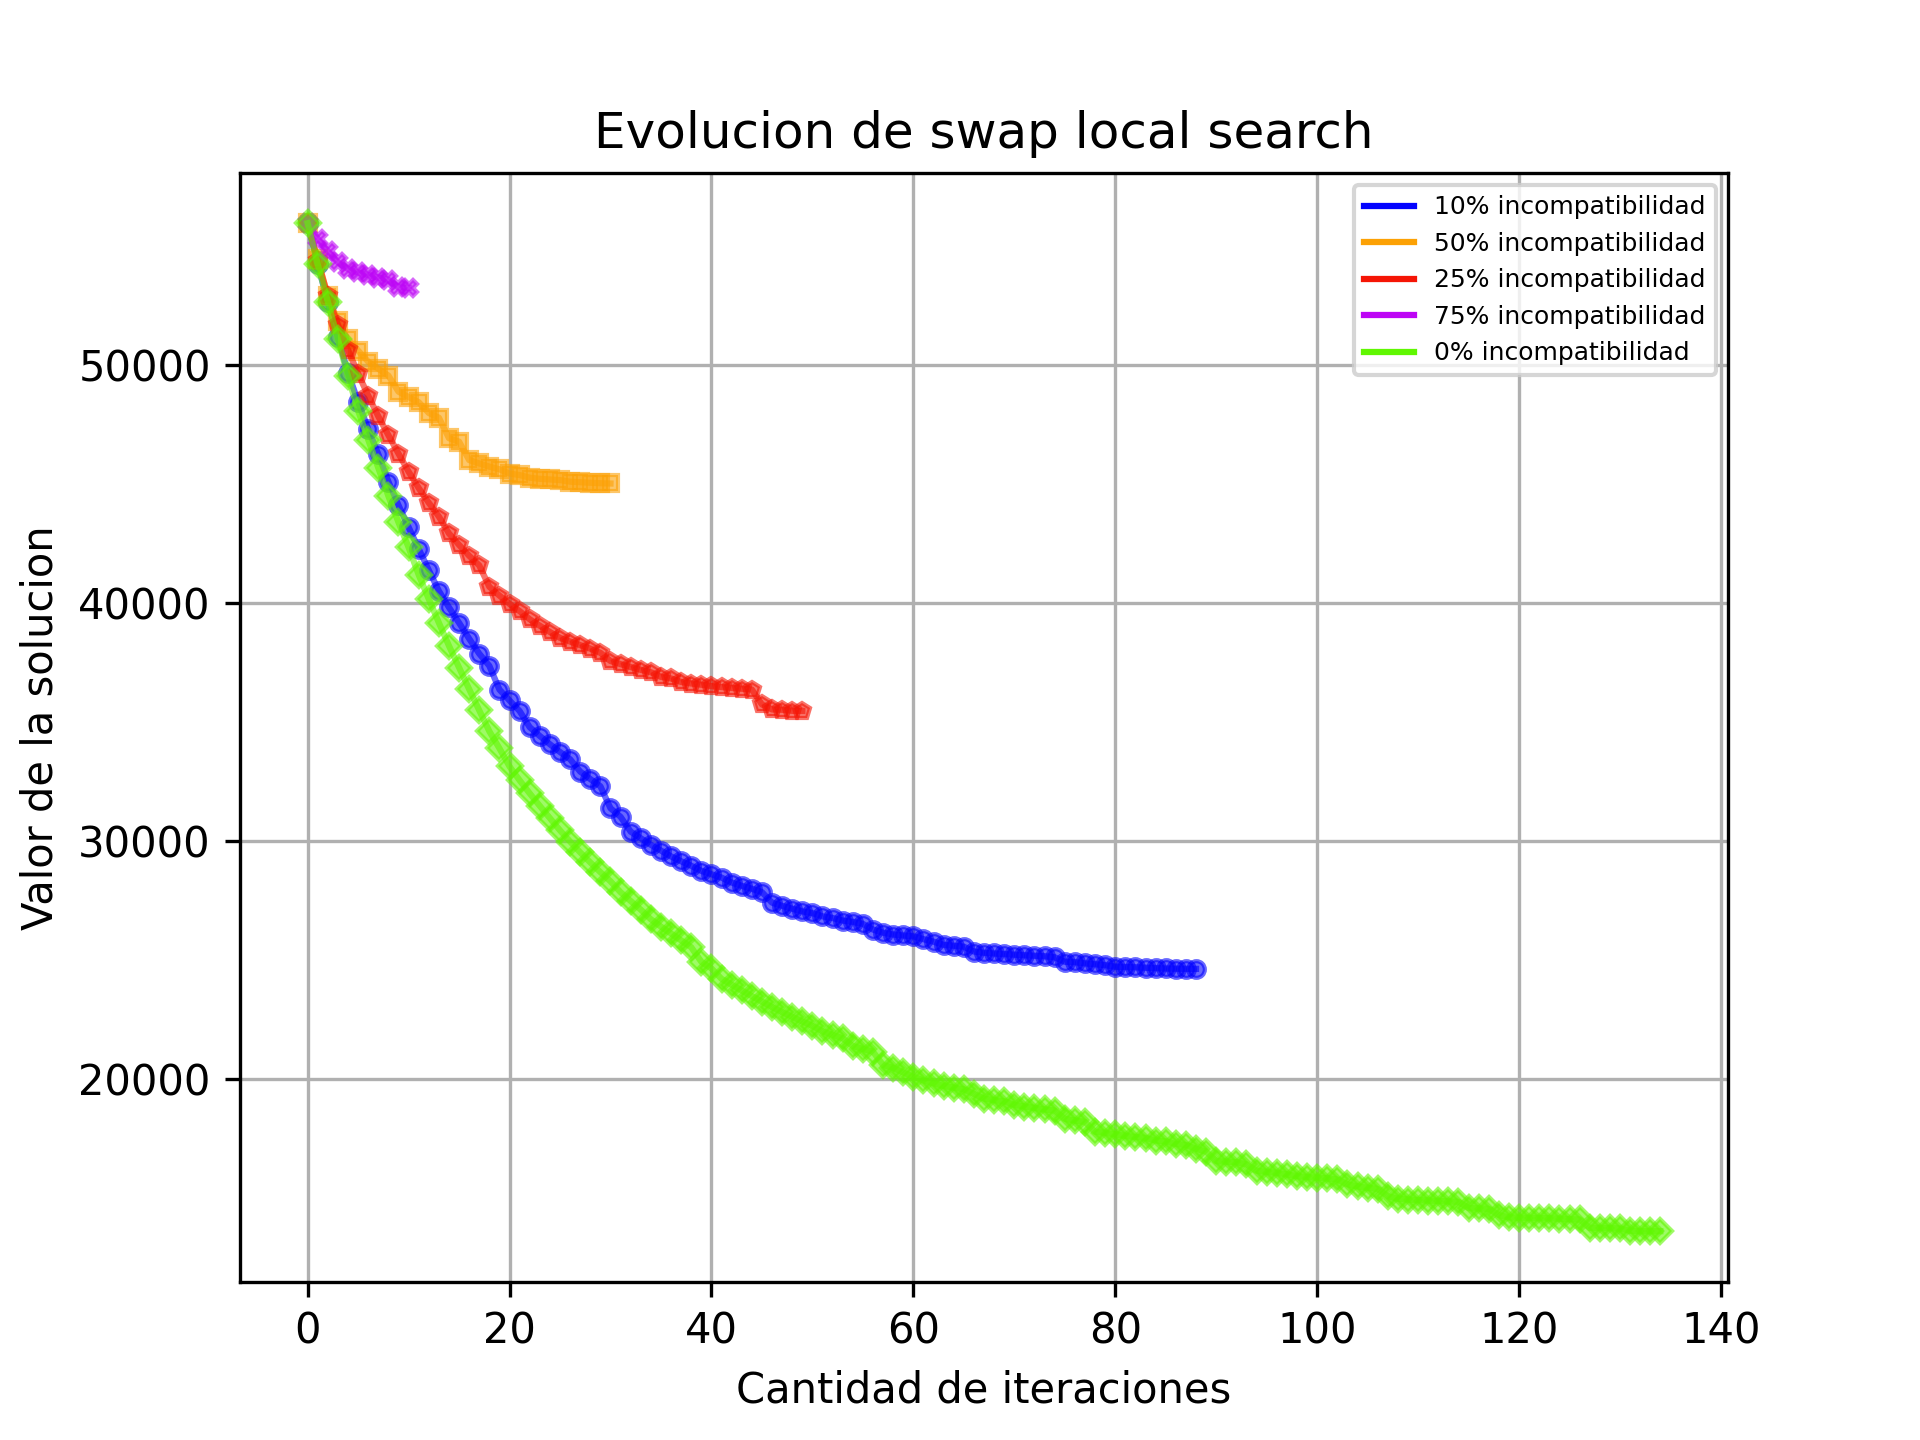 Evolucion de swap local search
10% incompatibilidad
50% incompatibilidad
25% incompatibilidad
75% incompatibilidad
0% incompatibilidad
Valor de la solucion
50000
40000
30000
20000
0 20 40 60 80 100 120 140
Cantidad de iteraciones